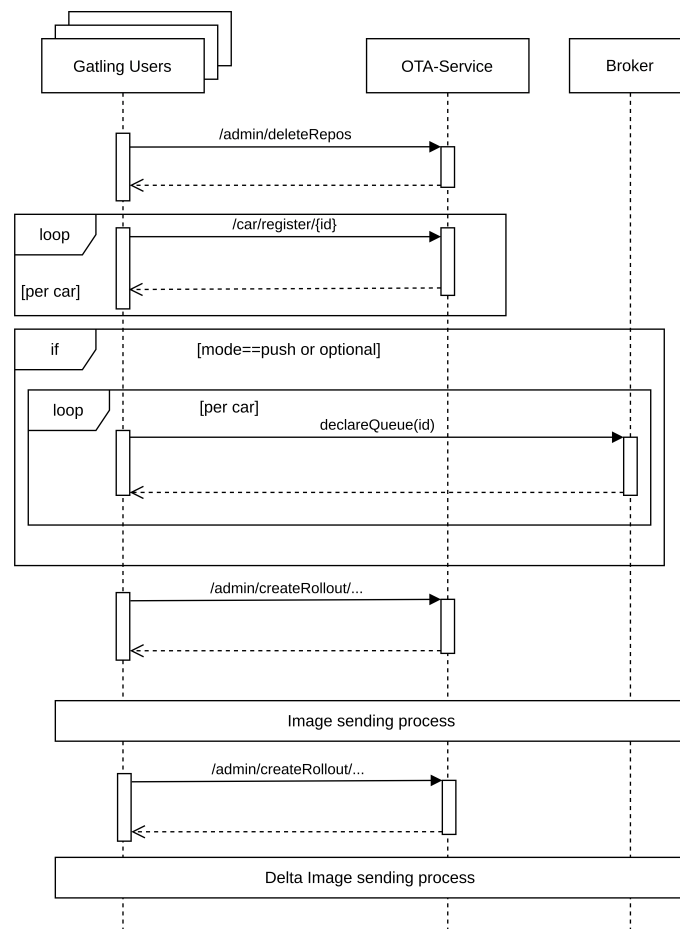 Gatling Users
OTA-Service
Broker
/admin/deleteRepos
loop
/car/register/{id}
[per car]
if
[mode==push or optional]
loop
[per car]
declareQueue(id)
/admin/createRollout/...
Image sending process
/admin/createRollout/...
Delta Image sending process